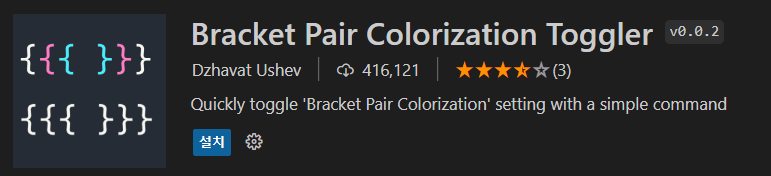 {{{ }}}
{{{ }}}
Bracket Pair Colorization Toggler v0.0.2
Dzhavat Ushev 416,121 (3)
Quickly toggle 'Bracket Pair Colorization' setting with a simple command
설치